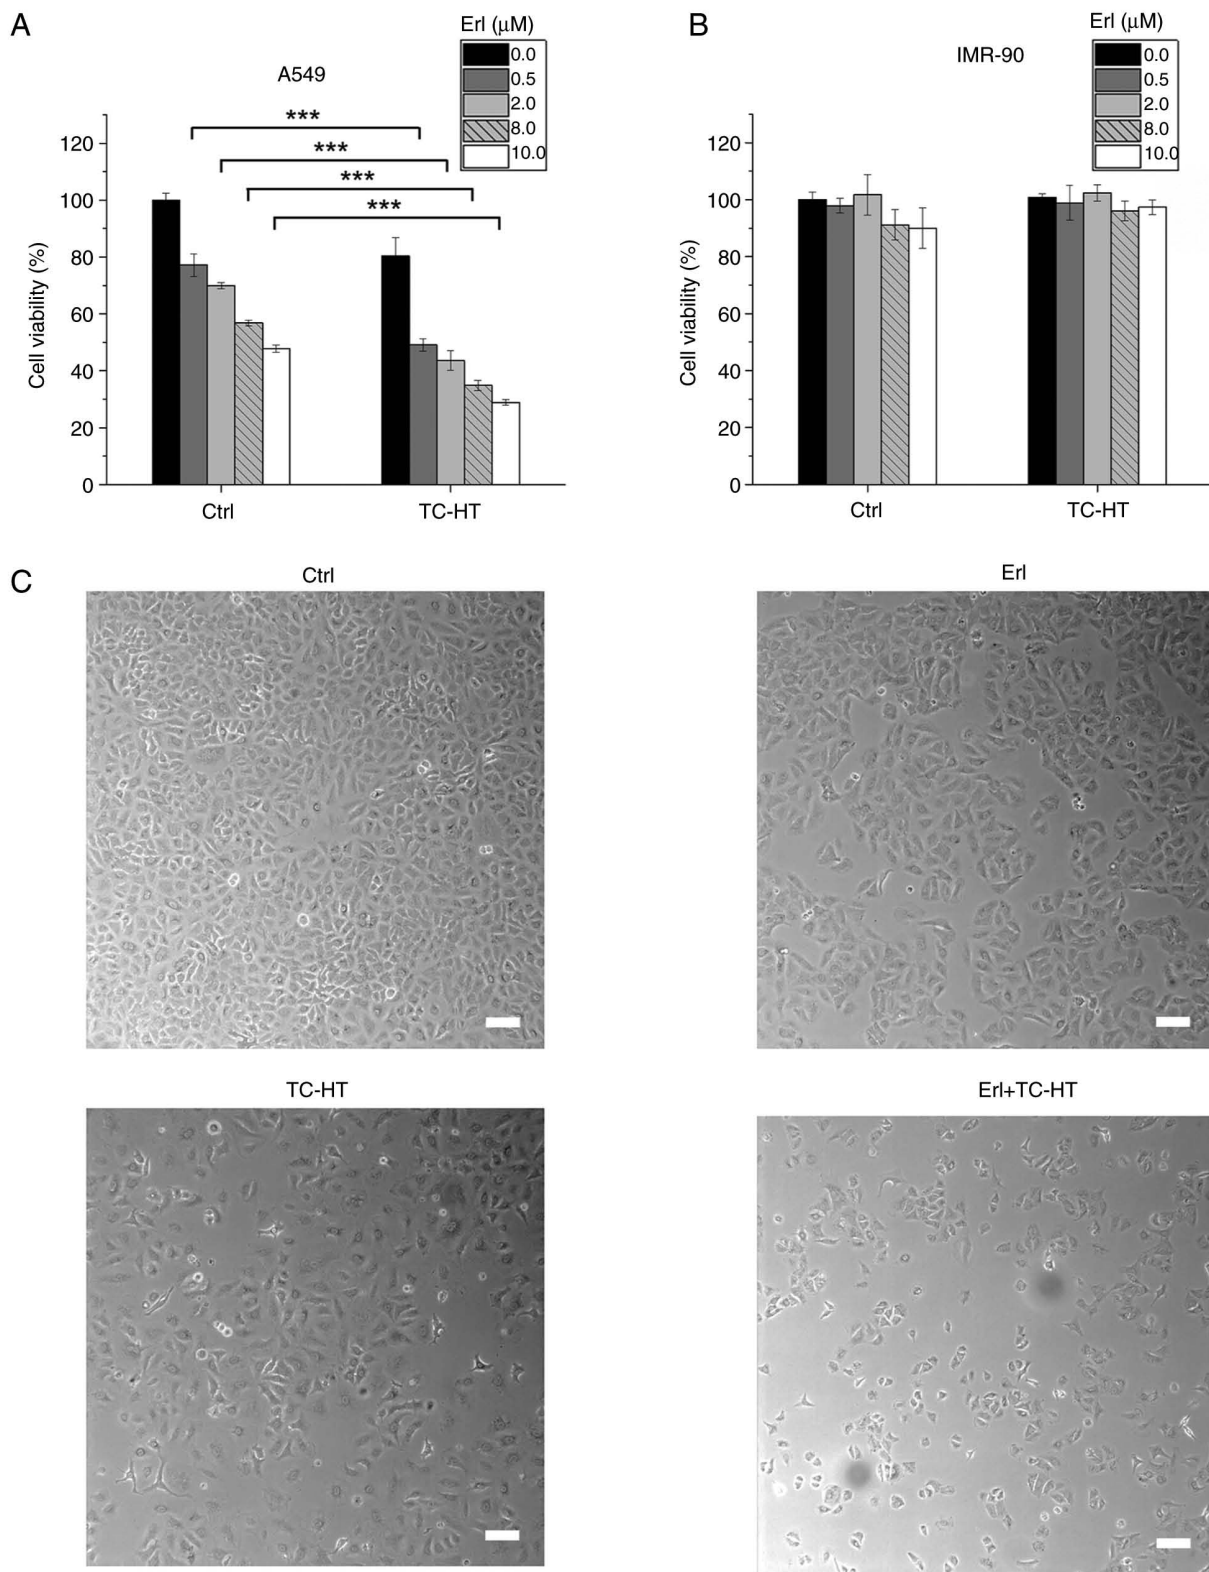 A
Erl (μM)
0.0
0.5
2.0
8.0
10.0
A549
***
***
***
***
120
100
80
60
40
20
0
Cell viability (%)
Ctrl
TC-HT
B
Erl (μM)
0.0
0.5
2.0
8.0
10.0
IMR-90
120
100
80
60
40
20
0
Cell viability (%)
Ctrl
TC-HT
C
Ctrl
Erl
TC-HT
Erl+TC-HT